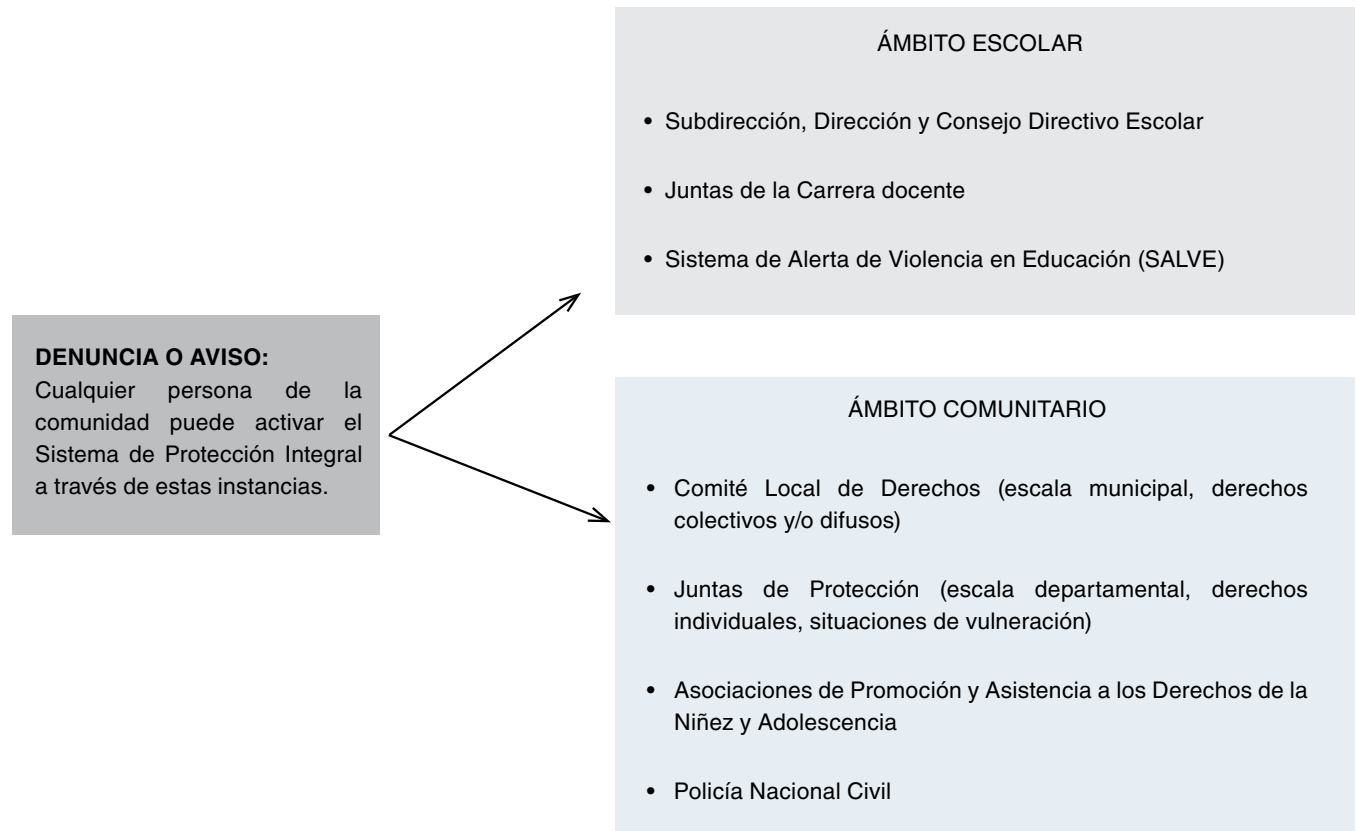 ÁMBITO ESCOLAR
• Subdirección, Dirección y Consejo Directivo Escolar
• Juntas de la Carrera docente
• Sistema de Alerta de Violencia en Educación (SALVE)
DENUNCIA O AVISO:
Cualquier persona de la
comunidad puede activar el
Sistema de Protección Integral
a través de estas instancias.
ÁMBITO COMUNITARIO
• Comité Local de Derechos (escala municipal, derechos
colectivos y/o difusos)
• Juntas de Protección (escala departamental, derechos
individuales, situaciones de vulneración)
• Asociaciones de Promoción y Asistencia a los Derechos de la
Niñez y Adolescencia
• Policía Nacional Civil